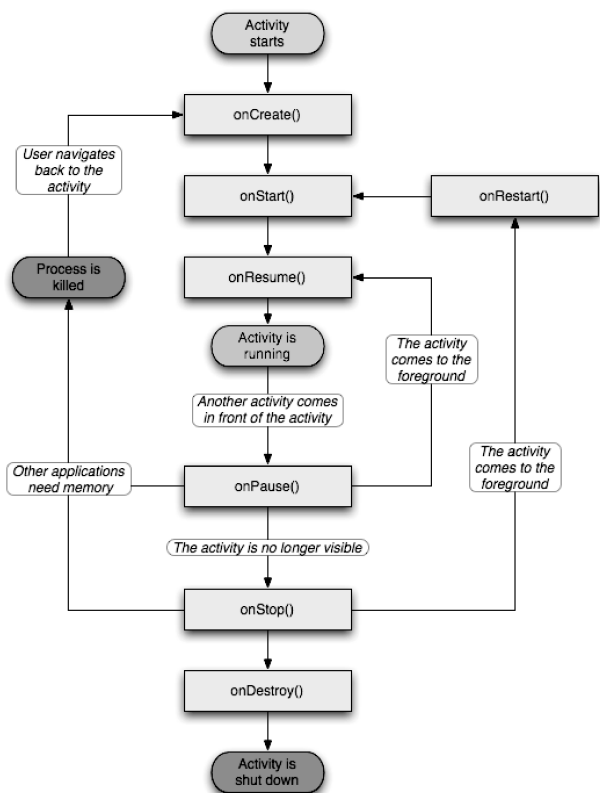 Activity
starts
onCreate()
User navigates
back to the
activity
onStart()
onRestart()
Process is
killed
onResume()
Activity is
running
The activity
comes to the
foreground
Another activity comes
in front of the activity
The activity
comes to the
foreground
Other applications
need memory
onPause()
The activity is no longer visible
onStop()
onDestroy()
Activity is
shut down